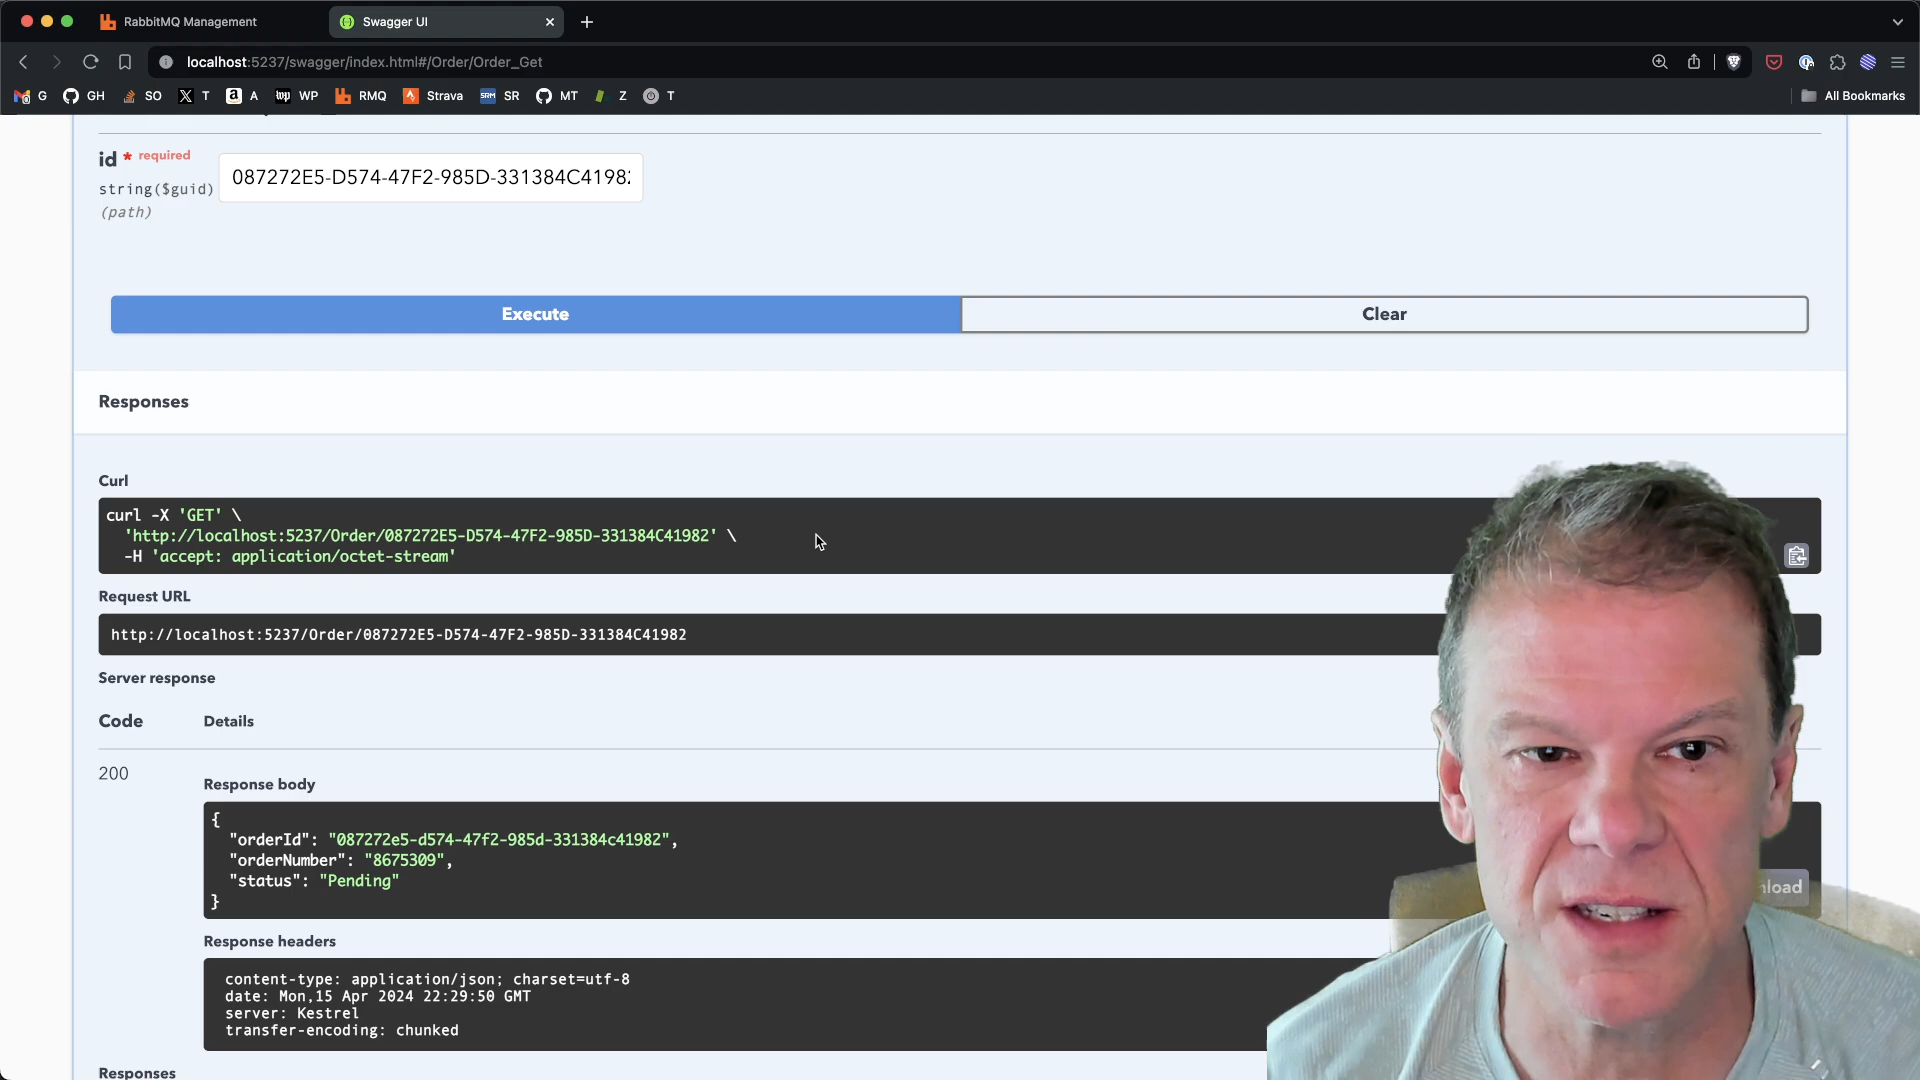 RabbitMQ Management
Swagger UI
localhost:5237/swagger/index.html#/Order/Order_Get
G GH SO T A WP RMQ Strava SR MT Z T All Bookmarks
id * required
string($guid)
(path)
087272E5-D574-47F2-985D-331384C41982
Execute
Clear
Responses
Curl
curl -X 'GET' \
'http://localhost:5237/Order/087272E5-D574-47F2-985D-331384C41982' \
-H 'accept: application/octet-stream'
Request URL
http://localhost:5237/Order/087272E5-D574-47F2-985D-331384C41982
Server response
Code Details
200
Response body
{
"orderId": "087272e5-d574-47f2-985d-331384c41982",
"orderNumber": "8675309",
"status": "Pending"
}
Response headers
content-type: application/json; charset=utf-8
date: Mon,15 Apr 2024 22:29:50 GMT
server: Kestrel
transfer-encoding: chunked
Responses